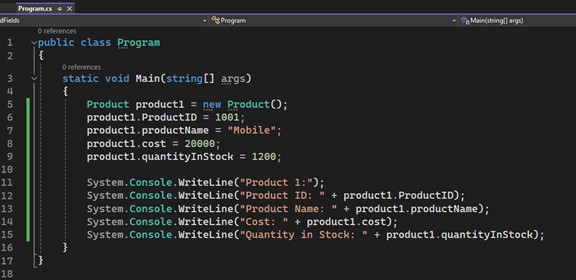 Program.cs
dFields Program Main(string[] args)
0 references
1 public class Program
2 {
0 references
3 static void Main(string[] args)
4 {
5 Product product1 = new Product();
6 product1.ProductID = 1001;
7 product1.productName = "Mobile";
8 product1.cost = 20000;
9 product1.quantityInStock = 1200;
10
11 System.Console.WriteLine("Product 1:");
12 System.Console.WriteLine("Product ID: " + product1.ProductID);
13 System.Console.WriteLine("Product Name: " + product1.productName);
14 System.Console.WriteLine("Cost: " + product1.cost);
15 System.Console.WriteLine("Quantity in Stock: " + product1.quantityInStock);
16 }
17 }
18